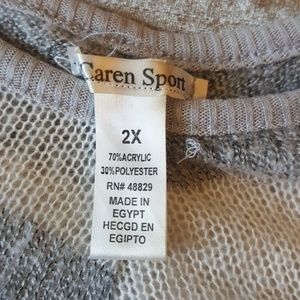 Caren Sport
2X
70%ACRYLIC
30%POLYESTER
RN# 48829
MADE IN
EGYPT
HECGD EN
EGIPTO